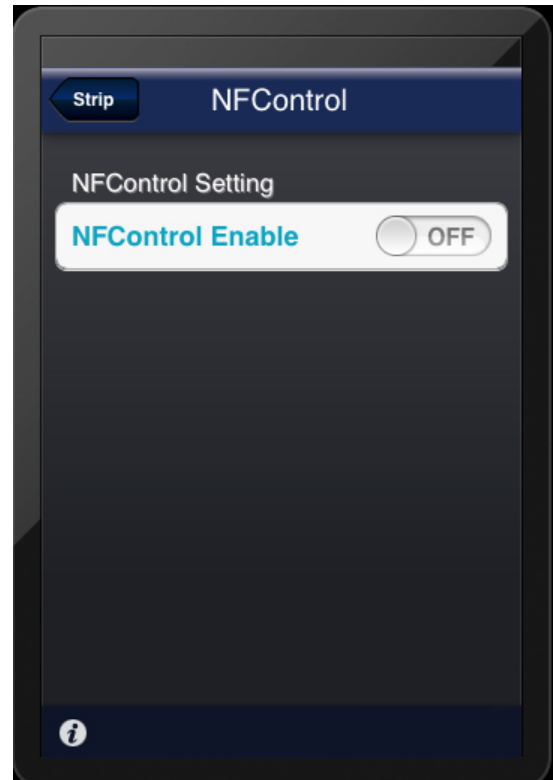 Strip
NFControl
NFControl Setting
NFControl Enable
OFF
i